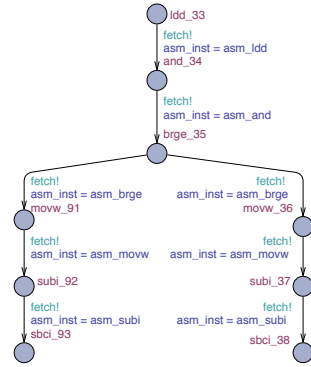 ldd_33
fetch!
asm_inst = asm_ldd
and_34
fetch!
asm_inst = asm_and
brge_35
fetch!
asm_inst = asm_brge
movw_91
fetch!
asm_inst = asm_brge
movw_36
fetch!
asm_inst = asm_movw
subi_92
fetch!
asm_inst = asm_movw
subi_37
fetch!
asm_inst = asm_subi
sbci_93
fetch!
asm_inst = asm_subi
sbci_38